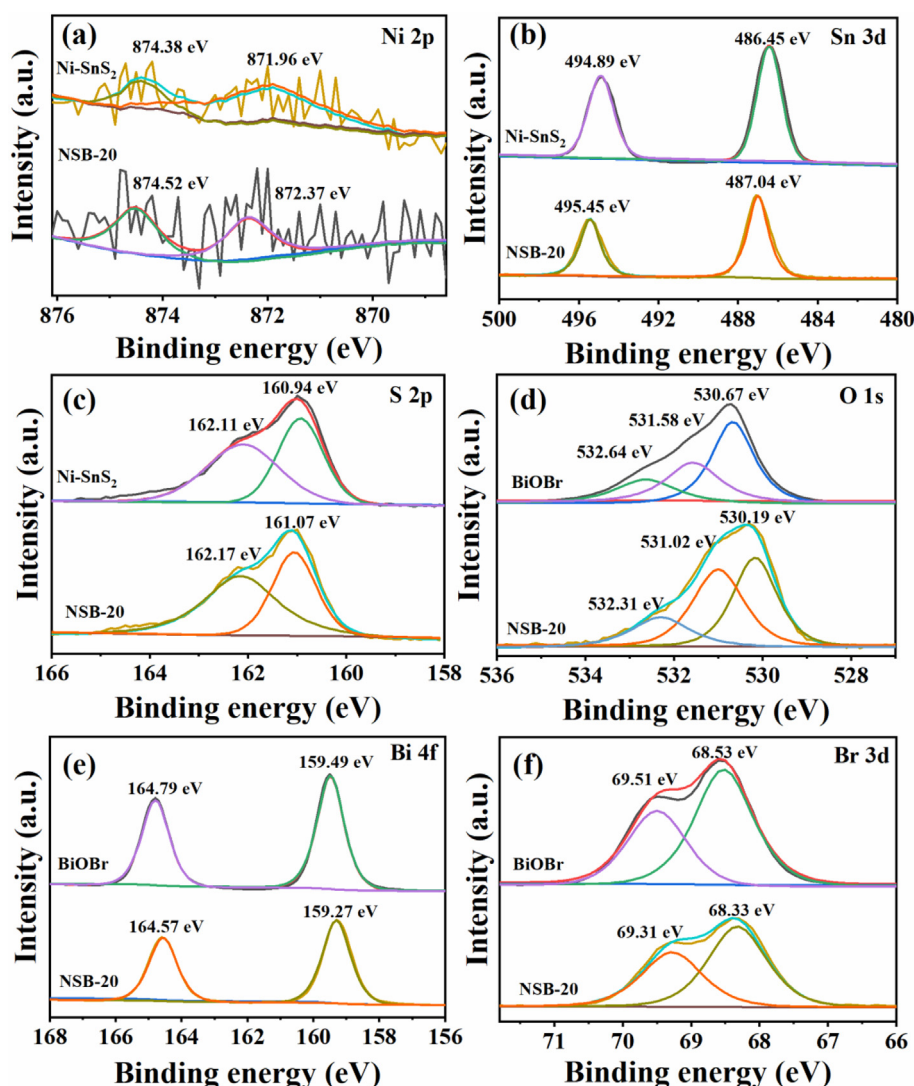 (a)
Ni 2p
874.38 eV
871.96 eV
Ni-SnS₂
NSB-20
874.52 eV
872.37 eV
Intensity (a.u.)
876 874 872 870
Binding energy (eV)
(b)
Sn 3d
494.89 eV
486.45 eV
Ni-SnS₂
495.45 eV
487.04 eV
NSB-20
Intensity (a.u.)
500 496 492 488 484 480
Binding energy (eV)
(c)
S 2p
160.94 eV
162.11 eV
Ni-SnS₂
161.07 eV
162.17 eV
NSB-20
Intensity (a.u.)
166 164 162 160 158
Binding energy (eV)
(d)
O 1s
530.67 eV
531.58 eV
532.64 eV
BiOBr
530.19 eV
531.02 eV
532.31 eV
NSB-20
Intensity (a.u.)
536 534 532 530 528
Binding energy (eV)
(e)
Bi 4f
159.49 eV
164.79 eV
BiOBr
159.27 eV
164.57 eV
NSB-20
Intensity (a.u.)
168 166 164 162 160 158 156
Binding energy (eV)
(f)
Br 3d
68.53 eV
69.51 eV
BiOBr
68.33 eV
69.31 eV
NSB-20
Intensity (a.u.)
71 70 69 68 67 66
Binding energy (eV)